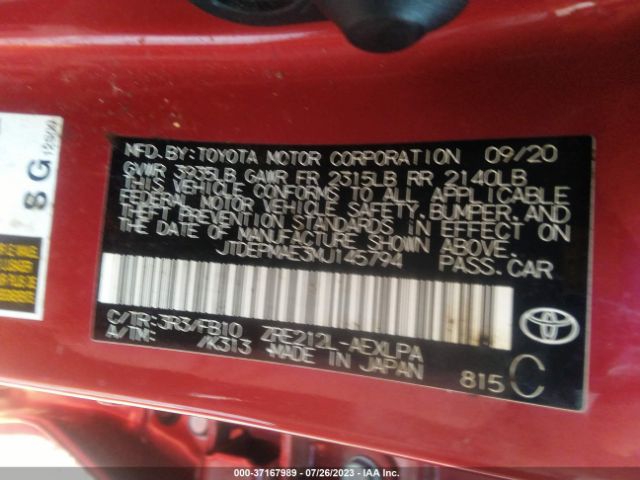 MFD.BY:TOYOTA MOTOR CORPORATION 09/20
GVWR 3935LB GAWR FR 2315LB RR 2140LB
THIS VEHICLE CONFORMS TO ALL APPLICABLE
FEDERAL MOTOR VEHICLE SAFETY, BUMPER, AND
THEFT PREVENTION STANDARDS IN EFFECT ON
THE DATE OF MANUFACTURE SHOWN ABOVE.
JTDEPMAE3MJ145794 PASS.CAR
C/TR:3R3/FB10 ZRE212L-AEXLPA
A/TM: /K313 MADE IN JAPAN
815 C
TOYOTA
8G
000-37167989 | 07/26/2023 | IAA Inc.